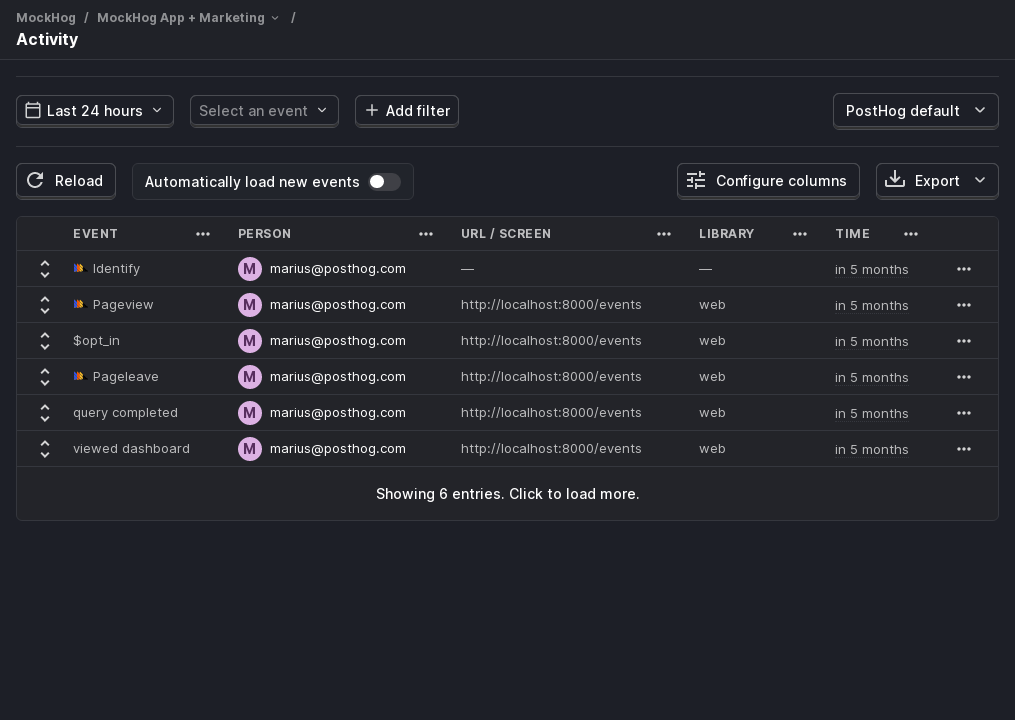 MockHog / MockHog App + Marketing /
Activity
Last 24 hours Select an event Add filter PostHog default
Reload Automatically load new events Configure columns Export
EVENT PERSON URL / SCREEN LIBRARY TIME
Identify M marius@posthog.com — — in 5 months
Pageview M marius@posthog.com http://localhost:8000/events web in 5 months
$opt_in M marius@posthog.com http://localhost:8000/events web in 5 months
Pageleave M marius@posthog.com http://localhost:8000/events web in 5 months
query completed M marius@posthog.com http://localhost:8000/events web in 5 months
viewed dashboard M marius@posthog.com http://localhost:8000/events web in 5 months
Showing 6 entries. Click to load more.